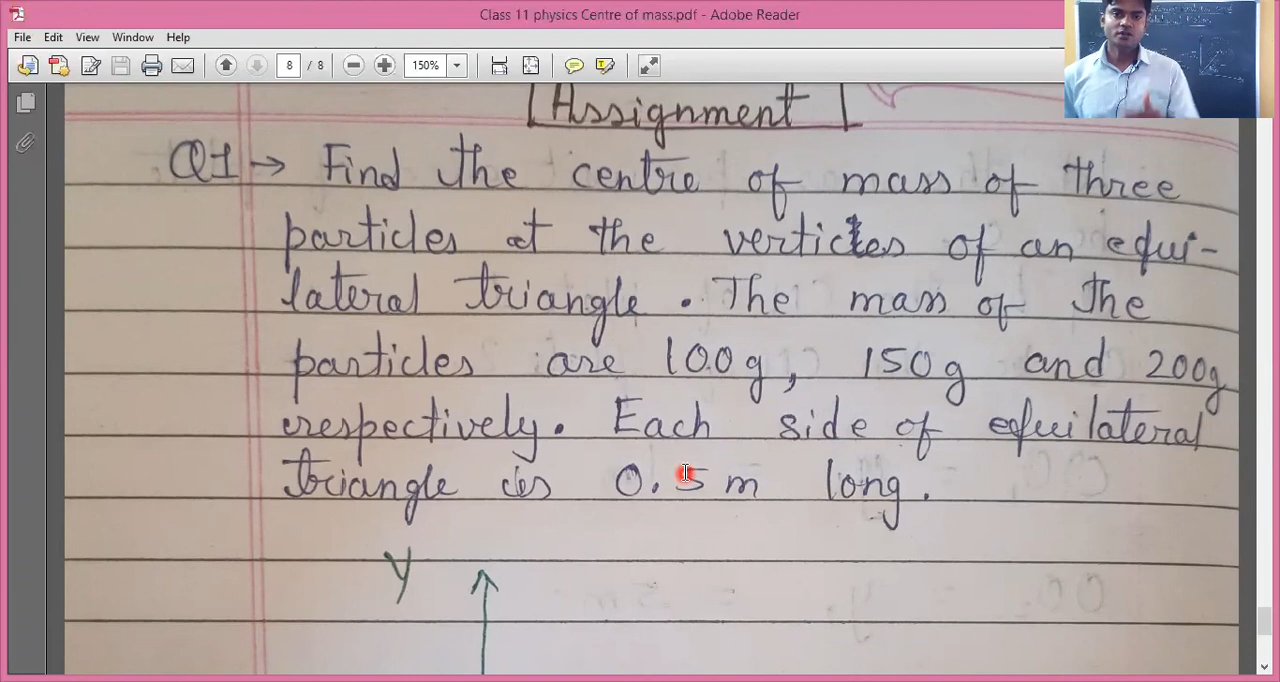 Class 11 physics Centre of mass.pdf - Adobe Reader
File Edit View Window Help
8 / 8 150%
Assignment
Q1 → Find the centre of mass of three
particles at the verticles of an equi-
lateral triangle. The mass of the
particles are 100g, 150g and 200g
respectively. Each side of equilateral
triangle is 0.5m long.
Y